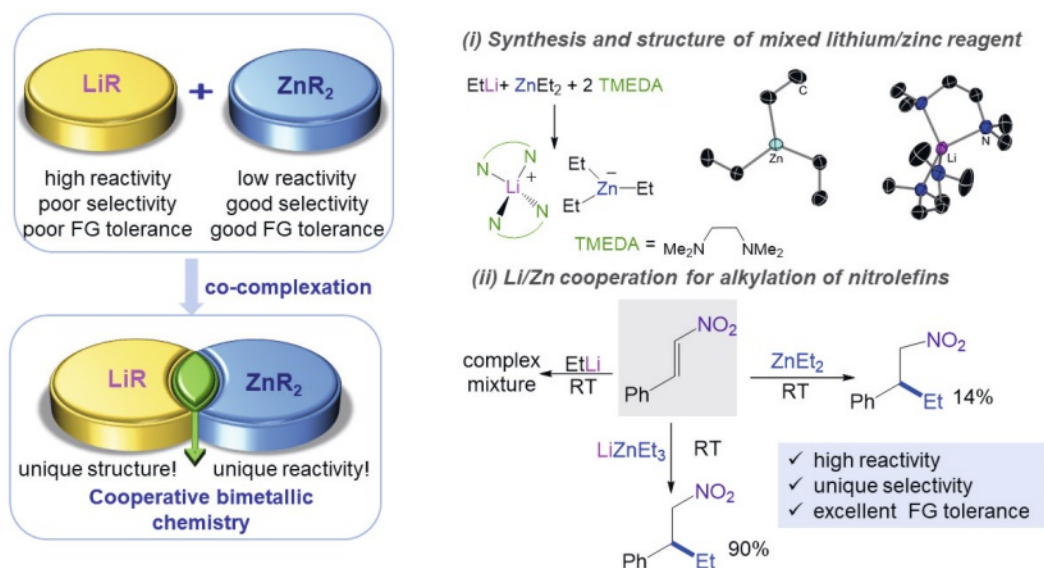 LiR
+
ZnR2
high reactivity
poor selectivity
poor FG tolerance
low reactivity
good selectivity
good FG tolerance
co-complexation
LiR
ZnR2
unique structure!
unique reactivity!
Cooperative bimetallic
chemistry
(i) Synthesis and structure of mixed lithium/zinc reagent
EtLi+ ZnEt2 + 2 TMEDA
N
N
Li
+
N
N
Et
–
Zn
Et
Et
C
Zn
Li
N
TMEDA = Me2N NMe2
(ii) Li/Zn cooperation for alkylation of nitrolefins
complex
mixture
EtLi
RT
NO2
Ph
ZnEt2
RT
NO2
Ph
Et
14%
LiZnEt3
RT
NO2
Ph
Et
90%
✓ high reactivity
✓ unique selectivity
✓ excellent FG tolerance